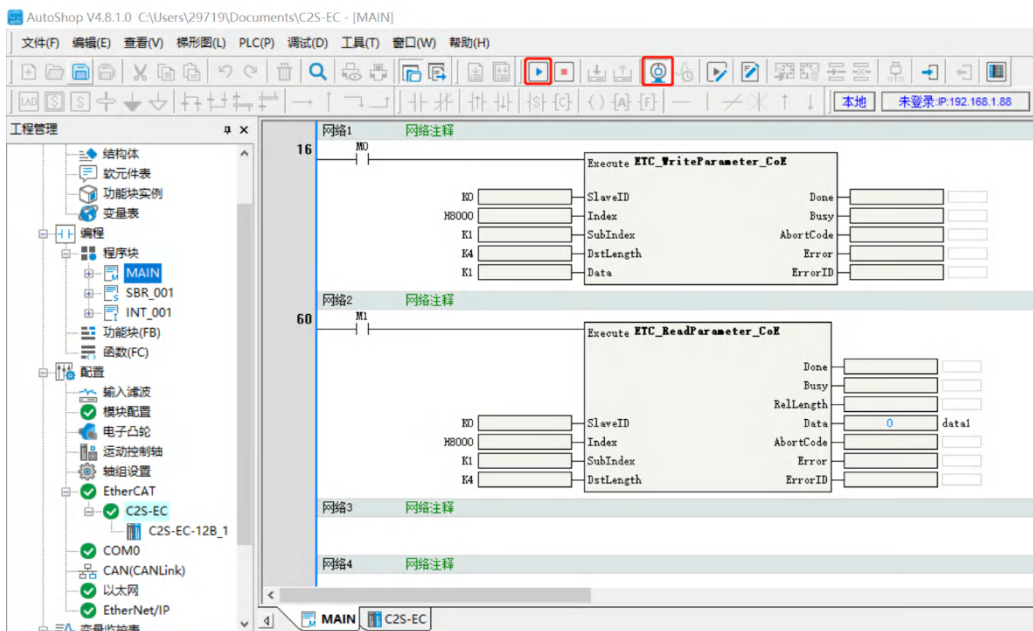 AutoShop V4.8.1.0 C:\Users\29719\Documents\C2S-EC - [MAIN]
文件(F) 编辑(E) 查看(V) 梯形图(L) PLC(P) 调试(D) 工具(T) 窗口(W) 帮助(H)
LAD S S S C A F 本地 未登录:IP:192.168.1.88
工程管理
结构体
软元件表
功能块实例
变量表
编程
程序块
MAIN
SBR_001
INT_001
功能块(FB)
函数(FC)
配置
输入滤波
模块配置
电子凸轮
运动控制轴
轴组设置
EtherCAT
C2S-EC
C2S-EC-12B_1
COM0
CAN(CANLink)
以太网
EtherNet/IP
变量监控表
网络1 网络注释
16 M0
Execute ETC_WriteParameter_CoE
K0 SlaveID Done
H8000 Index Busy
K1 SubIndex AbortCode
K4 DstLength Error
K1 Data ErrorID
网络2 网络注释
60 M1
Execute ETC_ReadParameter_CoE
Done
Busy
RelLength
K0 SlaveID Data 0 data1
H8000 Index AbortCode
K1 SubIndex Error
K4 DstLength ErrorID
网络3 网络注释
网络4 网络注释
MAIN C2S-EC